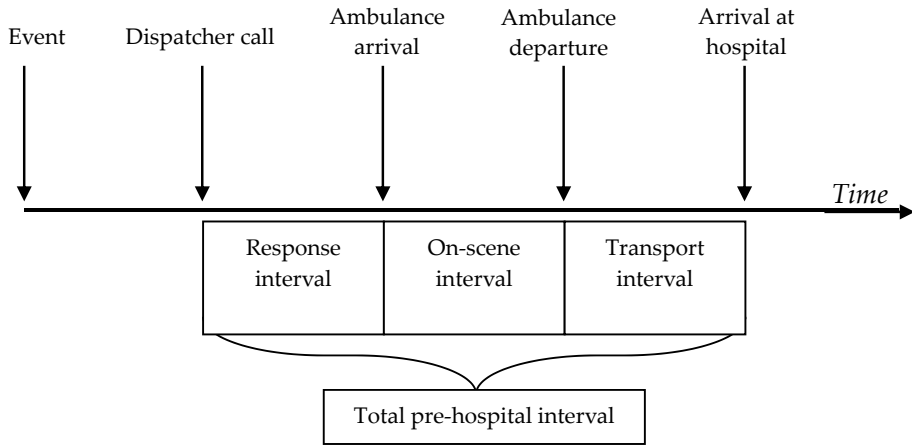 Event
Dispatcher call
Ambulance
arrival
Ambulance
departure
Arrival at
hospital
Time
Response
interval
On-scene
interval
Transport
interval
Total pre-hospital interval